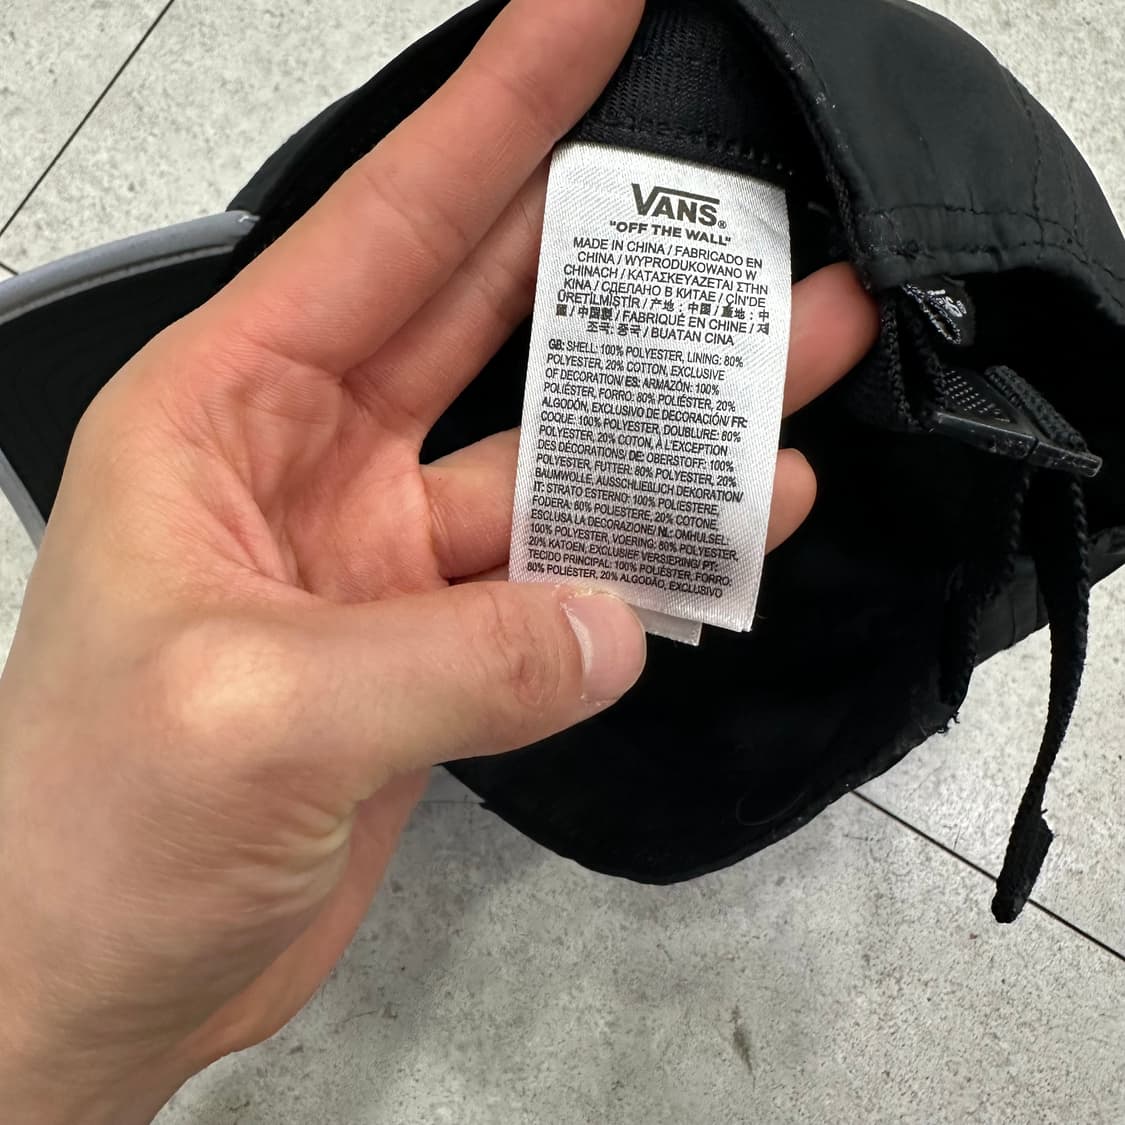 VANS®
"OFF THE WALL"
MADE IN CHINA / FABRICADO EN
CHINA / WYPRODUKOWANO W
CHINACH / ΚΑΤΑΣΚΕΥΑΖΕΤΑΙ ΣΤΗΝ
ΚΙΝΑ / СДЕЛАНО В КИТАЕ / ÇİN'DE
ÜRETİLMİŞTİR / 产地：中国 / 產地：中
國 / 中国製 / FABRIQUÉ EN CHINE / 제
조국: 중국 / BUATAN CINA
GB: SHELL: 100% POLYESTER, LINING: 80%
POLYESTER, 20% COTTON, EXCLUSIVE
OF DECORATION/ ES: ARMAZÓN: 100%
POLIÉSTER, FORRO: 80% POLIÉSTER, 20%
ALGODÓN, EXCLUSIVO DE DECORACIÓN/ FR:
COQUE: 100% POLYESTER, DOUBLURE: 80%
POLYESTER, 20% COTON, À L'EXCEPTION
DES DÉCORATIONS/ DE: OBERSTOFF: 100%
POLYESTER, FUTTER: 80% POLYESTER, 20%
BAUMWOLLE, AUSSCHLIEßLICH DEKORATION/
IT: STRATO ESTERNO: 100% POLIESTERE,
FODERA: 80% POLIESTERE, 20% COTONE,
ESCLUSA LA DECORAZIONE/ NL: OMHULSEL:
100% POLYESTER, VOERING: 80% POLYESTER,
20% KATOEN, EXCLUSIEF VERSIERING/ PT:
TECIDO PRINCIPAL: 100% POLIÉSTER, FORRO:
80% POLIÉSTER, 20% ALGODÃO, EXCLUSIVO